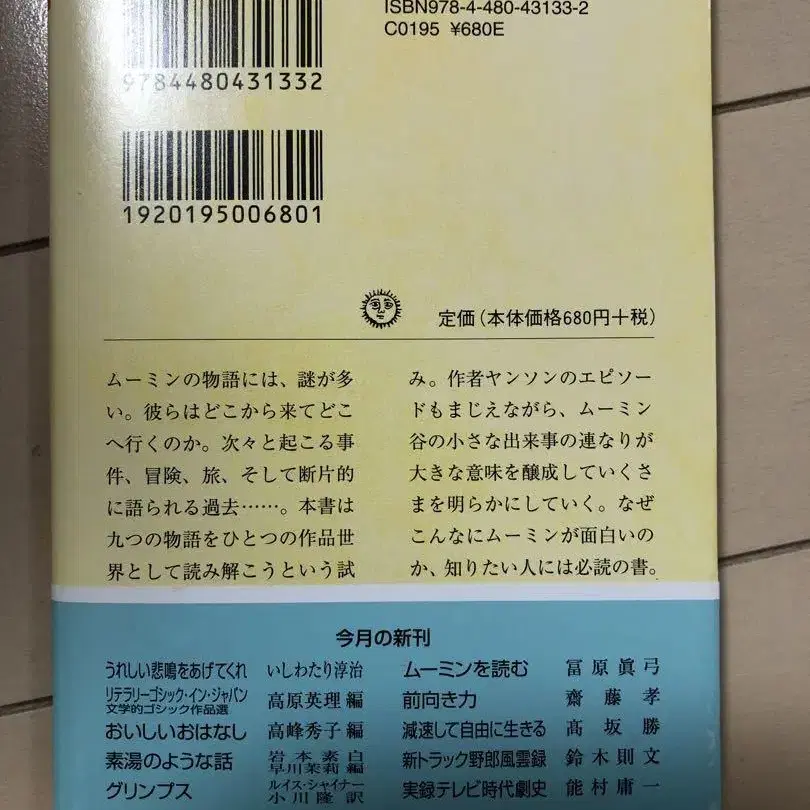 ISBN978-4-480-43133-2
C0195 ¥680E
9784480431332
1920195006801
定価(本体価格680円+税)
ムーミンの物語には、謎が多
い。彼らはどこから来てどこ
へ行くのか。次々と起こる事
件、冒険、旅、そして断片的
に語られる過去……。本書は
九つの物語をひとつの作品世
界として読み解こうという試
み。作者ヤンソンのエピソー
ドもまじえながら、ムーミン
谷の小さな出来事の連なりが
大きな意味を醸成していくさ
まを明らかにしていく。なぜ
こんなにムーミンが面白いの
か、知りたい人には必読の書。
今月の新刊
うれしい悲鳴をあげてくれ いしわたり淳治
リテラリーゴシック・イン・ジャパン
文学的ゴシック作品選 高原英理 編
おいしいおはなし 高峰秀子 編
素湯のような話 岩本素白
早川茉莉 編
グリンプス ルイス・シャイナー
小川隆 訳
ムーミンを読む 冨原眞弓
前向き力 齋藤孝
減速して自由に生きる 髙坂勝
新トラック野郎風雲録 鈴木則文
実録テレビ時代劇史 能村庸一